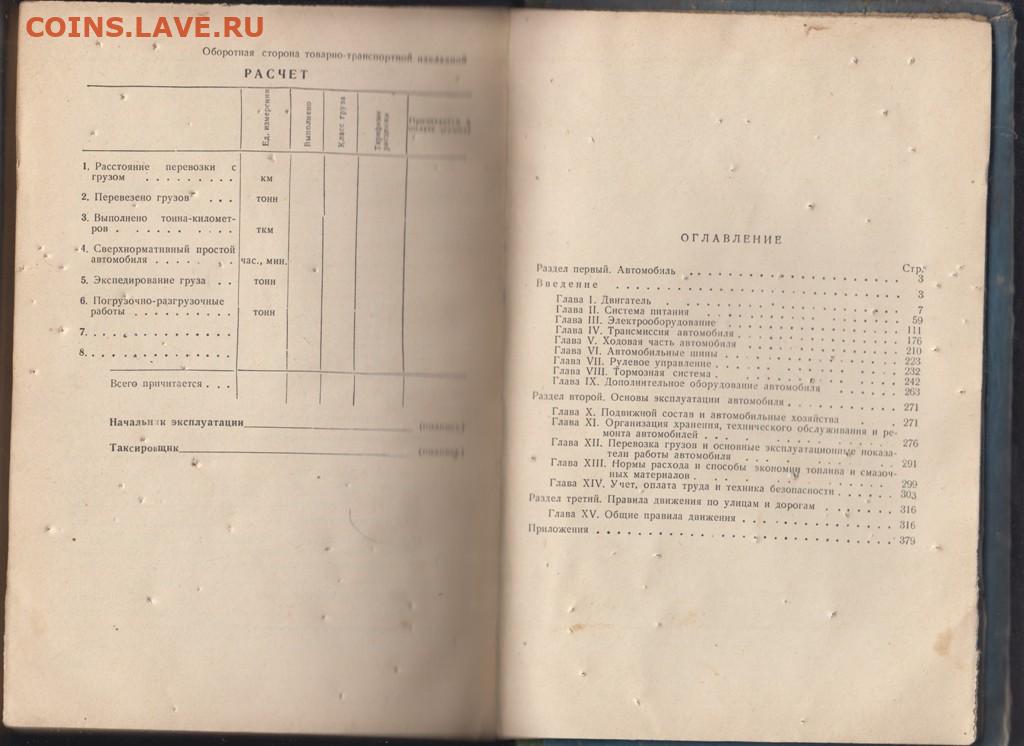 COINS.LAVE.RU
Оборотная сторона товарно-транспортной накладной
РАСЧЕТ
Ед. измерения
Выполнено
Класс груза
Тарифные расценки
Причитается к
1. Расстояние перевозки с
грузом . . . . . . . . .
км
2. Перевезено грузов . . .
тонн
3. Выполнено тонна-километ-
ров . . . . . . . . . .
ткм
4. Сверхнормативный простой
автомобиля . . . . . . .
час., мин.
5. Экспедирование груза . .
тонн
6. Погрузочно-разгрузочные
работы . . . . . . . . .
тонн
7. . . . . . . . . . . . .
8. . . . . . . . . . . . .
Всего причитается . . .
Начальник эксплуатации (подпись)
Таксировщик (подпись)
ОГЛАВЛЕНИЕ
Стр.
Раздел первый. Автомобиль . . . 3
Введение . . . 3
Глава I. Двигатель . . . 7
Глава II. Система питания . . . 59
Глава III. Электрооборудование . . . 111
Глава IV. Трансмиссия автомобиля . . . 176
Глава V. Ходовая часть автомобиля . . . 210
Глава VI. Автомобильные шины . . . 223
Глава VII. Рулевое управление . . . 232
Глава VIII. Тормозная система . . . 242
Глава IX. Дополнительное оборудование автомобиля . . . 263
Раздел второй. Основы эксплуатации автомобиля . . . 271
Глава X. Подвижной состав и автомобильные хозяйства . . . 271
Глава XI. Организация хранения, технического обслуживания и ре-
монта автомобилей . . . 276
Глава XII. Перевозка грузов и основные эксплуатационные показа-
тели работы автомобиля . . . 291
Глава XIII. Нормы расхода и способы экономии топлива и смазоч-
ных материалов . . . 299
Глава XIV. Учет, оплата труда и техника безопасности . . . 303
Раздел третий. Правила движения по улицам и дорогам . . . 316
Глава XV. Общие правила движения . . . 316
Приложения . . . 379